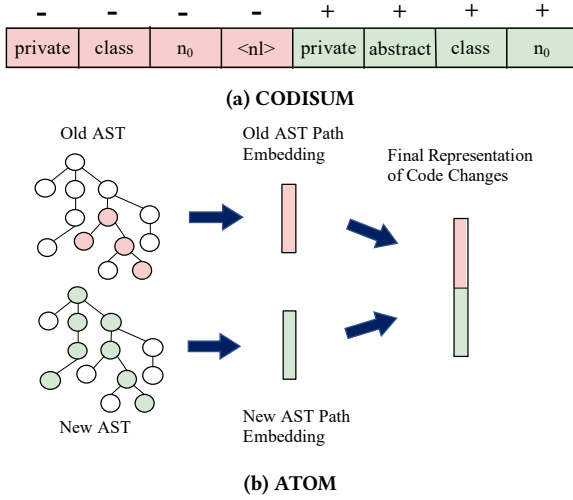 - - - - + + + +
private class n₀ <nl> private abstract class n₀
(a) CODISUM
Old AST
Old AST Path
Embedding
Final Representation
of Code Changes
New AST
New AST Path
Embedding
(b) ATOM